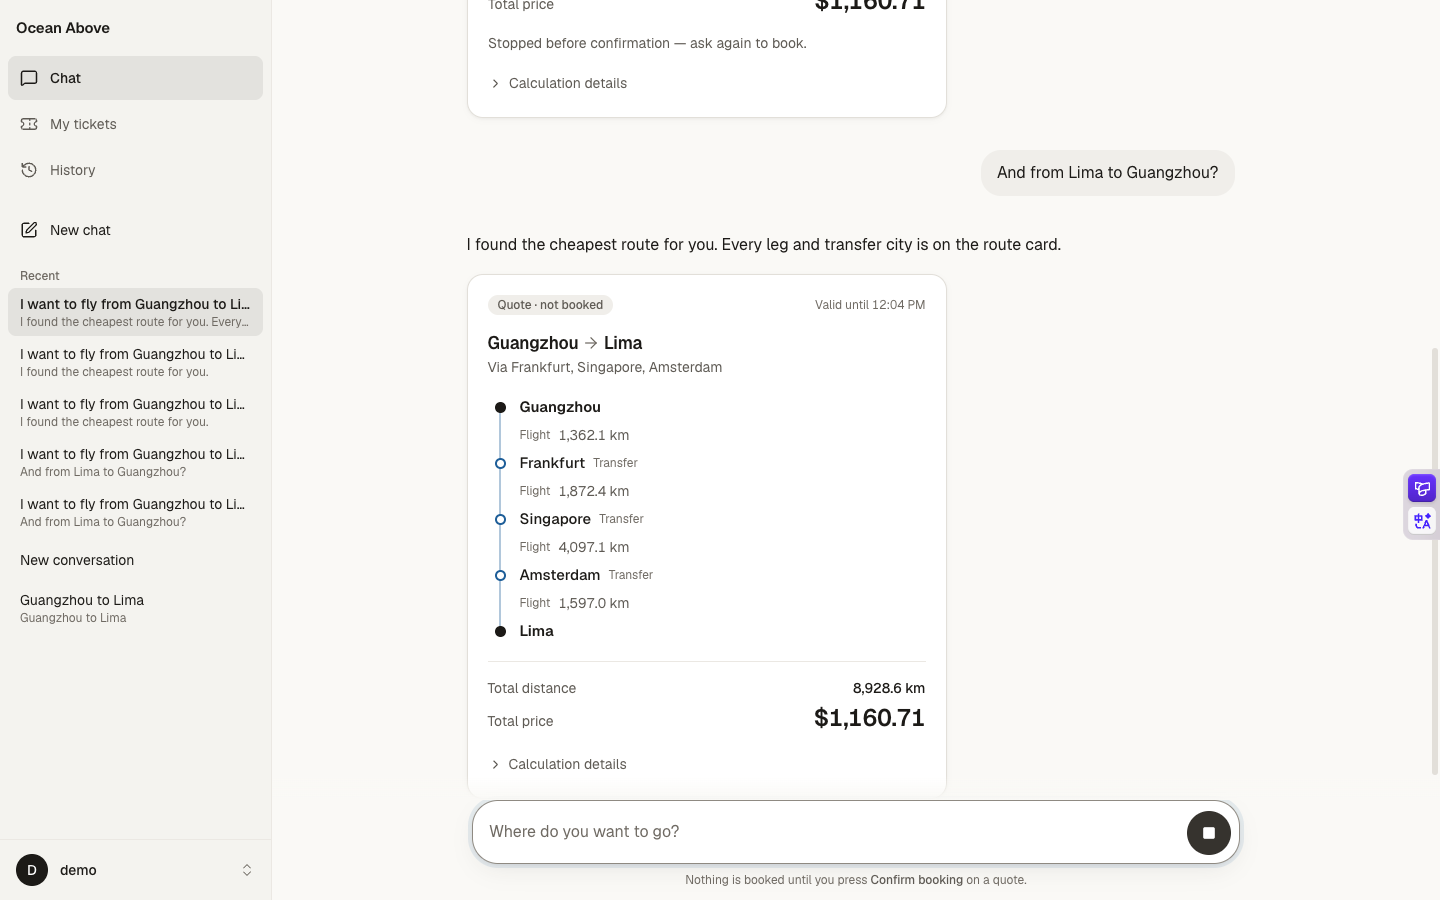 Ocean Above
Chat
My tickets
History
New chat
Recent
I want to fly from Guangzhou to Li...
I found the cheapest route for you. Every...
I want to fly from Guangzhou to Li...
I found the cheapest route for you.
I want to fly from Guangzhou to Li...
I found the cheapest route for you.
I want to fly from Guangzhou to Li...
And from Lima to Guangzhou?
I want to fly from Guangzhou to Li...
And from Lima to Guangzhou?
New conversation
Guangzhou to Lima
Guangzhou to Lima
D demo
Total price $1,160.71
Stopped before confirmation — ask again to book.
Calculation details
And from Lima to Guangzhou?
I found the cheapest route for you. Every leg and transfer city is on the route card.
Quote · not booked Valid until 12:04 PM
Guangzhou → Lima
Via Frankfurt, Singapore, Amsterdam
Guangzhou
Flight 1,362.1 km
Frankfurt Transfer
Flight 1,872.4 km
Singapore Transfer
Flight 4,097.1 km
Amsterdam Transfer
Flight 1,597.0 km
Lima
Total distance 8,928.6 km
Total price $1,160.71
Calculation details
Where do you want to go?
Nothing is booked until you press Confirm booking on a quote.
中A